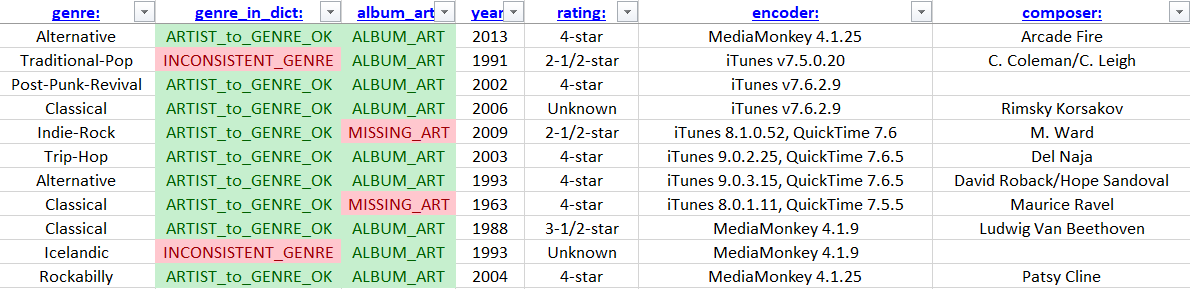 genre: genre_in_dict: album_art year rating: encoder: composer:
Alternative ARTIST_to_GENRE_OK ALBUM_ART 2013 4-star MediaMonkey 4.1.25 Arcade Fire
Traditional-Pop INCONSISTENT_GENRE ALBUM_ART 1991 2-1/2-star iTunes v7.5.0.20 C. Coleman/C. Leigh
Post-Punk-Revival ARTIST_to_GENRE_OK ALBUM_ART 2002 4-star iTunes v7.6.2.9
Classical ARTIST_to_GENRE_OK ALBUM_ART 2006 Unknown iTunes v7.6.2.9 Rimsky Korsakov
Indie-Rock ARTIST_to_GENRE_OK MISSING_ART 2009 2-1/2-star iTunes 8.1.0.52, QuickTime 7.6 M. Ward
Trip-Hop ARTIST_to_GENRE_OK ALBUM_ART 2003 4-star iTunes 9.0.2.25, QuickTime 7.6.5 Del Naja
Alternative ARTIST_to_GENRE_OK ALBUM_ART 1993 4-star iTunes 9.0.3.15, QuickTime 7.6.5 David Roback/Hope Sandoval
Classical ARTIST_to_GENRE_OK MISSING_ART 1963 4-star iTunes 8.0.1.11, QuickTime 7.5.5 Maurice Ravel
Classical ARTIST_to_GENRE_OK ALBUM_ART 1988 3-1/2-star MediaMonkey 4.1.9 Ludwig Van Beethoven
Icelandic INCONSISTENT_GENRE ALBUM_ART 1993 Unknown MediaMonkey 4.1.9
Rockabilly ARTIST_to_GENRE_OK ALBUM_ART 2004 4-star MediaMonkey 4.1.25 Patsy Cline